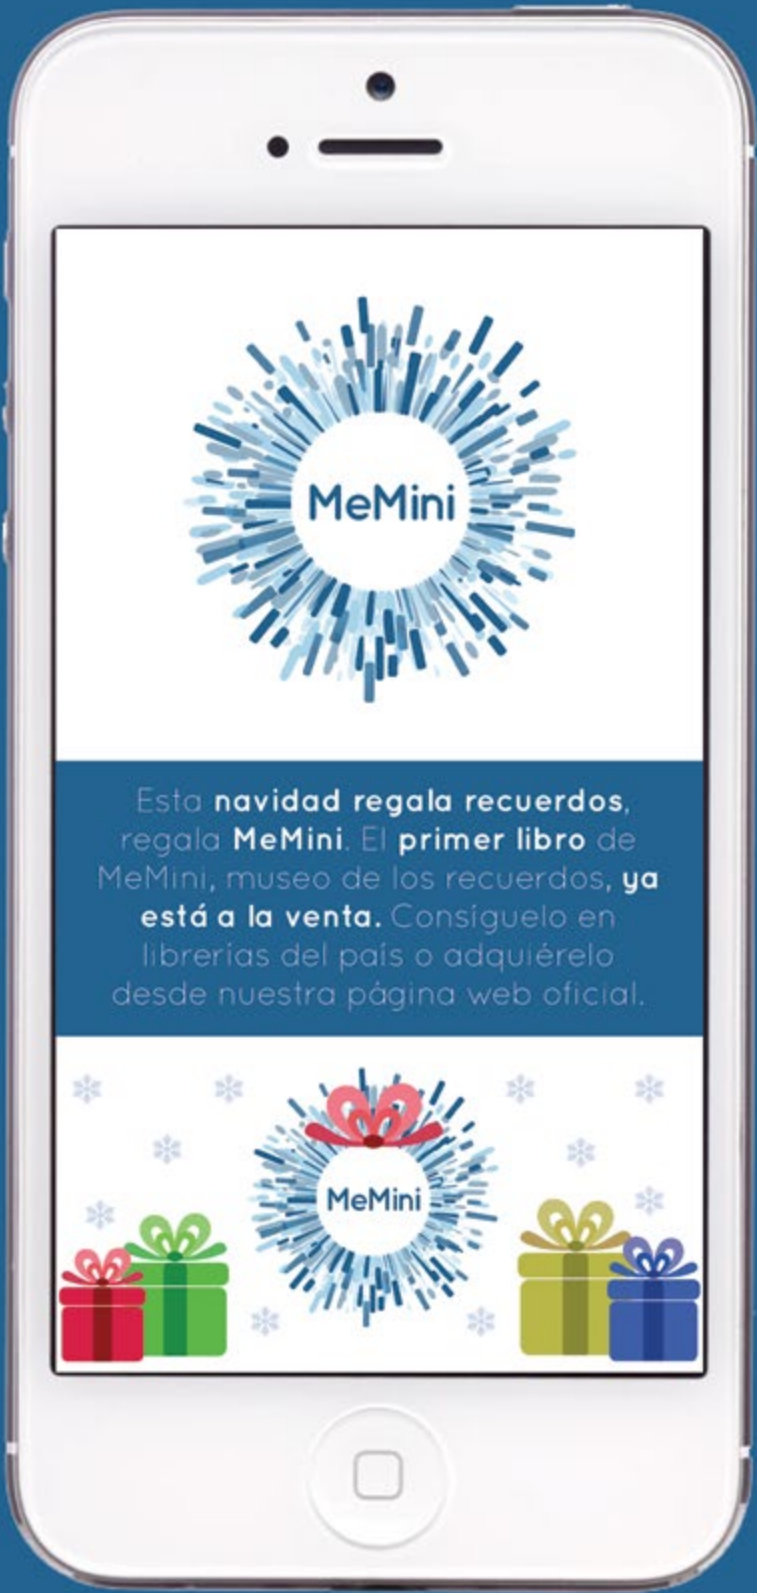 MeMini
Esta navidad regala recuerdos,
regala MeMini. El primer libro de
MeMini, museo de los recuerdos, ya
está a la venta. Consíguelo en
librerías del país o adquiérelo
desde nuestra página web oficial.
MeMini